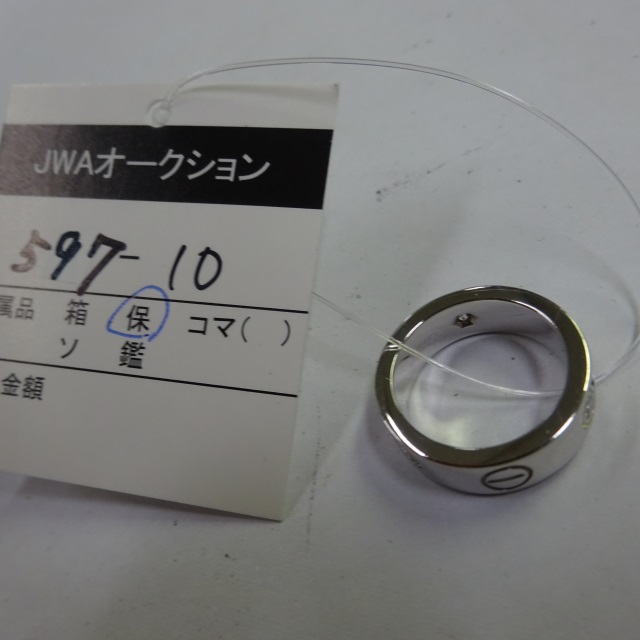 JWAオークション
597-10
属品 箱 保 コマ( )
ソ 鑑
金額